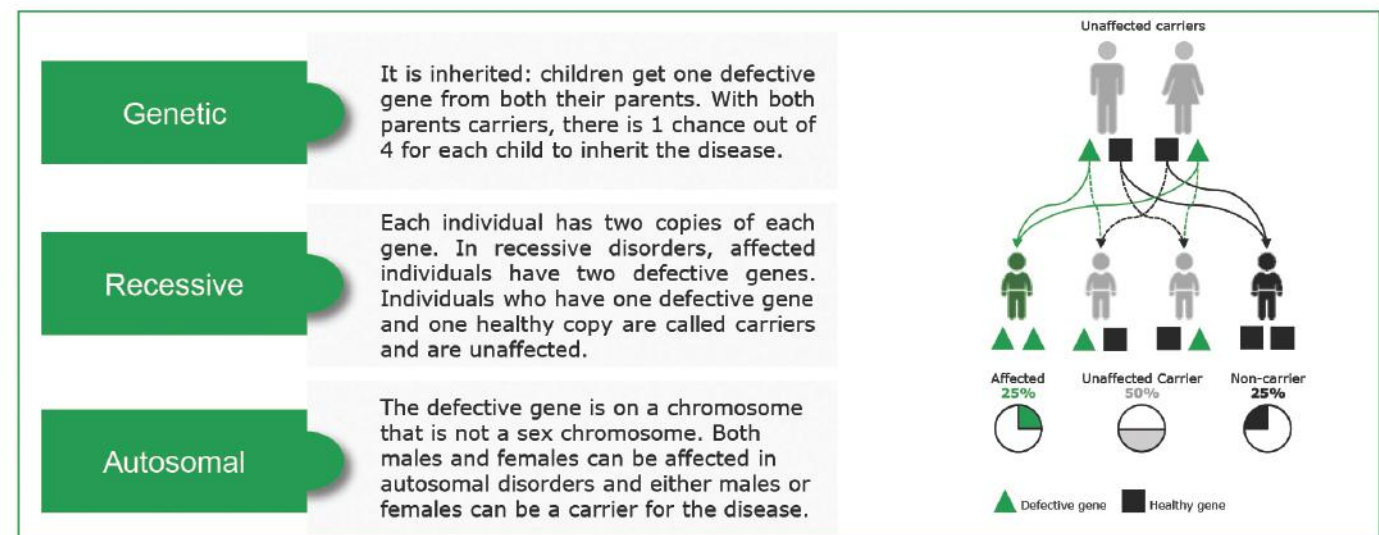 Genetic
It is inherited: children get one defective
gene from both their parents. With both
parents carriers, there is 1 chance out of
4 for each child to inherit the disease.
Recessive
Each individual has two copies of each
gene. In recessive disorders, affected
individuals have two defective genes.
Individuals who have one defective gene
and one healthy copy are called carriers
and are unaffected.
Autosomal
The defective gene is on a chromosome
that is not a sex chromosome. Both
males and females can be affected in
autosomal disorders and either males or
females can be a carrier for the disease.
Unaffected carriers
Affected
25%
Unaffected Carrier
50%
Non-carrier
25%
Defective gene
Healthy gene